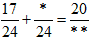 17/24 + */24 = 20/**